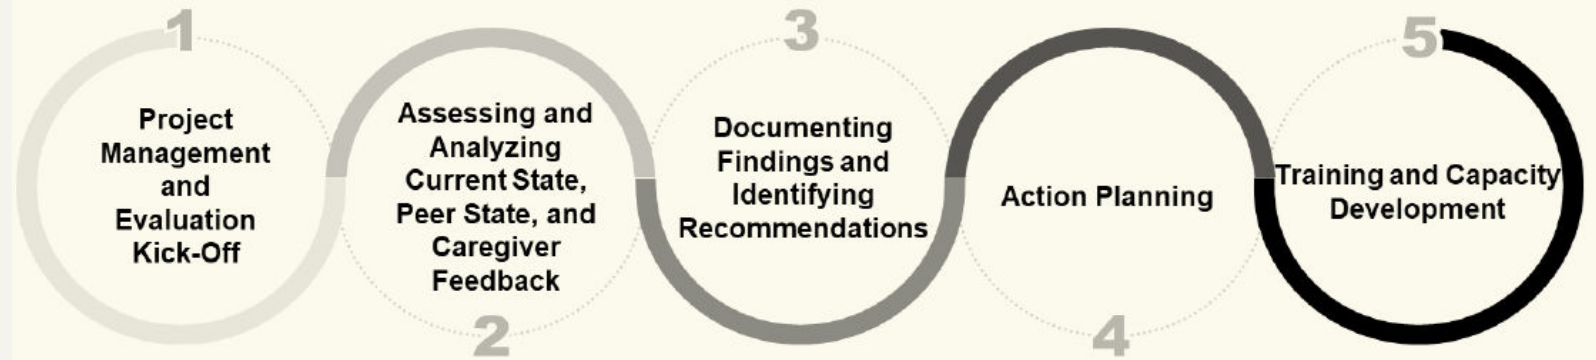 1
Project
Management
and
Evaluation
Kick-Off
Assessing and
Analyzing
Current State,
Peer State, and
Caregiver
Feedback
2
3
Documenting
Findings and
Identifying
Recommendations
Action Planning
4
5
Training and Capacity
Development